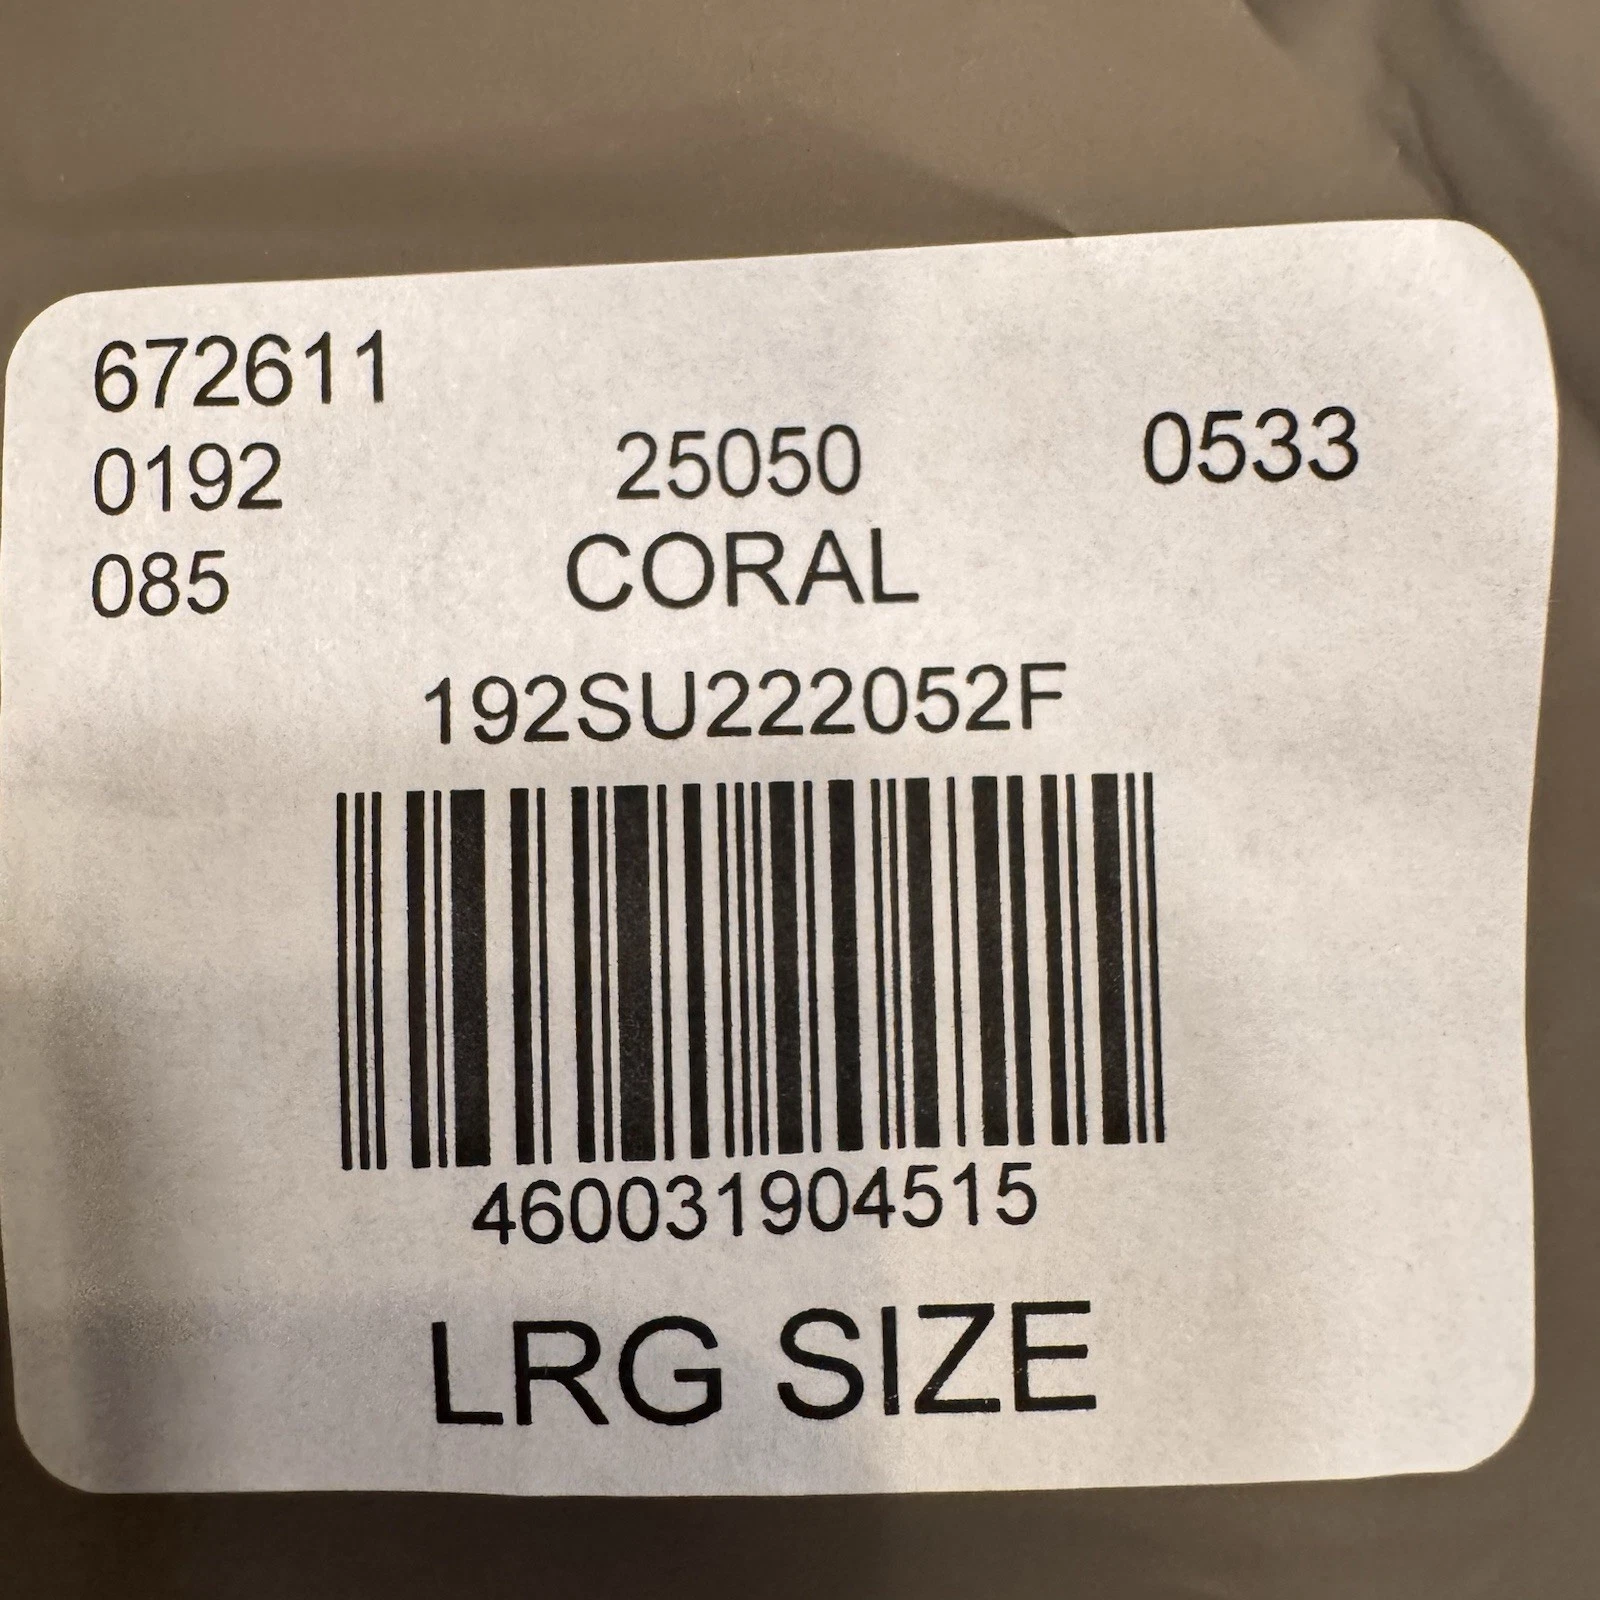 672611
0192 25050 0533
085 CORAL
192SU222052F
460031904515
LRG SIZE